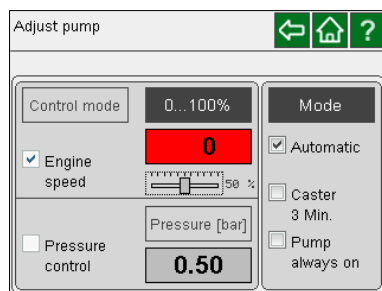 Adjust pump
?
Control mode
0...100%
Mode
0
Engine
speed
50 %
Automatic
Caster
3 Min.
Pressure [bar]
Pressure
control
0.50
Pump
always on